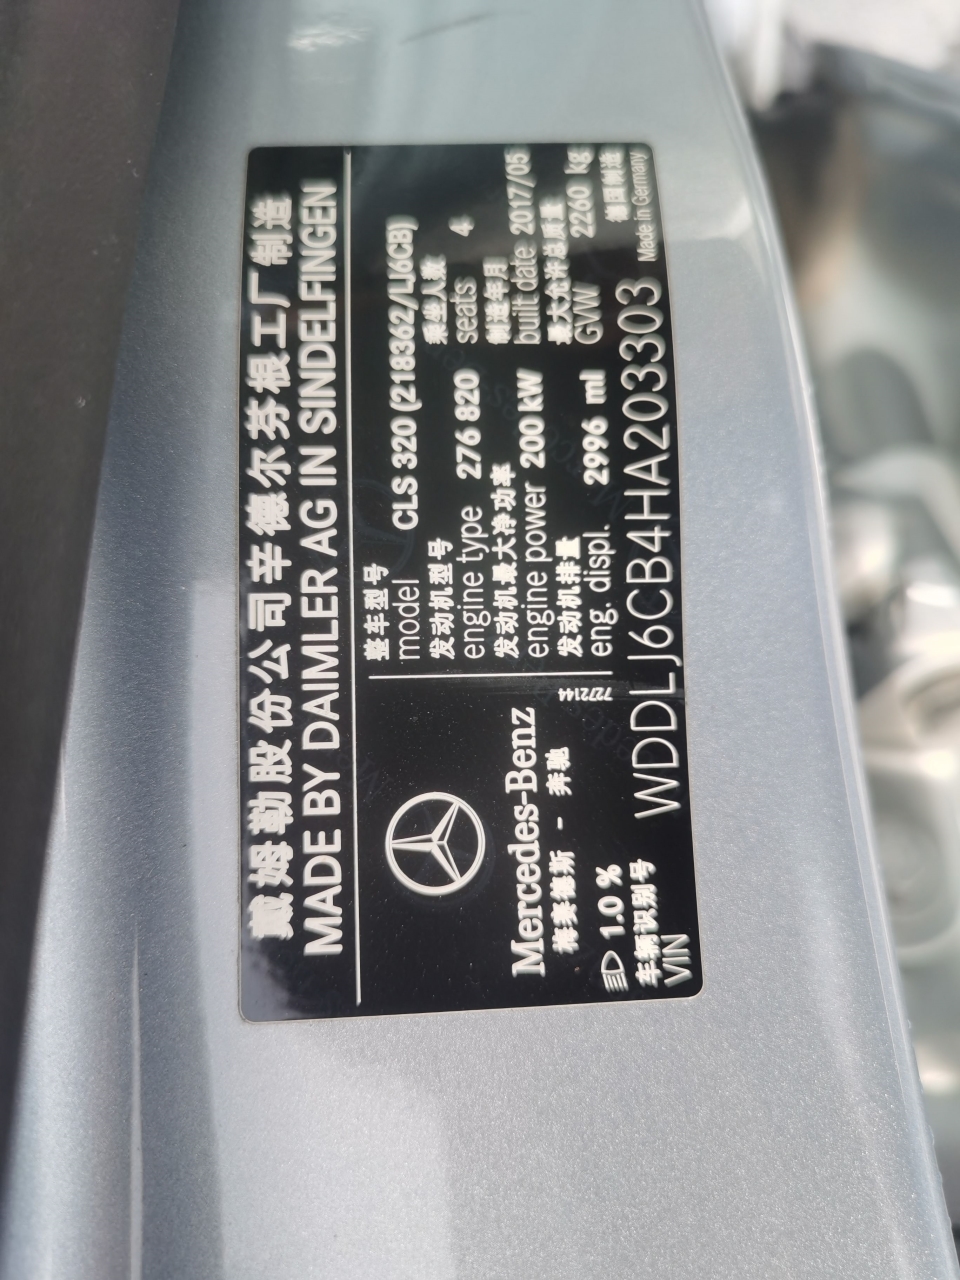 戴姆勒股份公司辛德尔芬根工厂制造
MADE BY DAIMLER AG IN SINDELFINGEN
Mercedes-Benz
梅赛德斯 - 奔驰
1.0 %
7272144
整车型号
model CLS 320 (218362/LJ6CB)
发动机型号 乘坐人数
engine type 276 820 seats 4
发动机最大净功率 制造年月
engine power 200 kW built date: 2017/05
发动机排量 最大允许总质量
eng. displ. 2996 ml GVW 2260 kg
车辆识别号 德国制造
VIN WDDLJ6CB4HA203303 Made in Germany